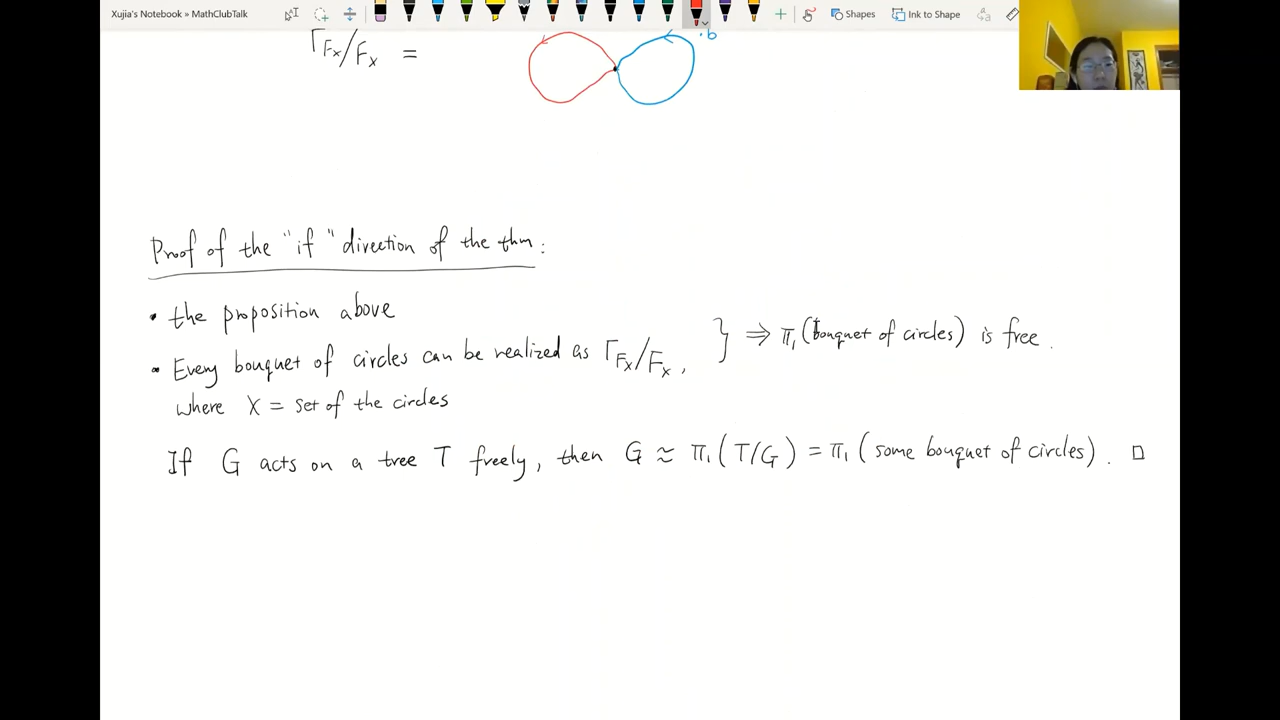 Xujia's Notebook » MathClubTalk
Shapes
Ink to Shape
Γ_{F_X}/F_X =
·b
Proof of the "if" direction of the thm:
• the proposition above
• Every bouquet of circles can be realized as Γ_{F_X}/F_X,
where X = set of the circles
} ⇒ π₁(bouquet of circles) is free.
If G acts on a tree T freely, then G ≈ π₁(T/G) = π₁(some bouquet of circles). □